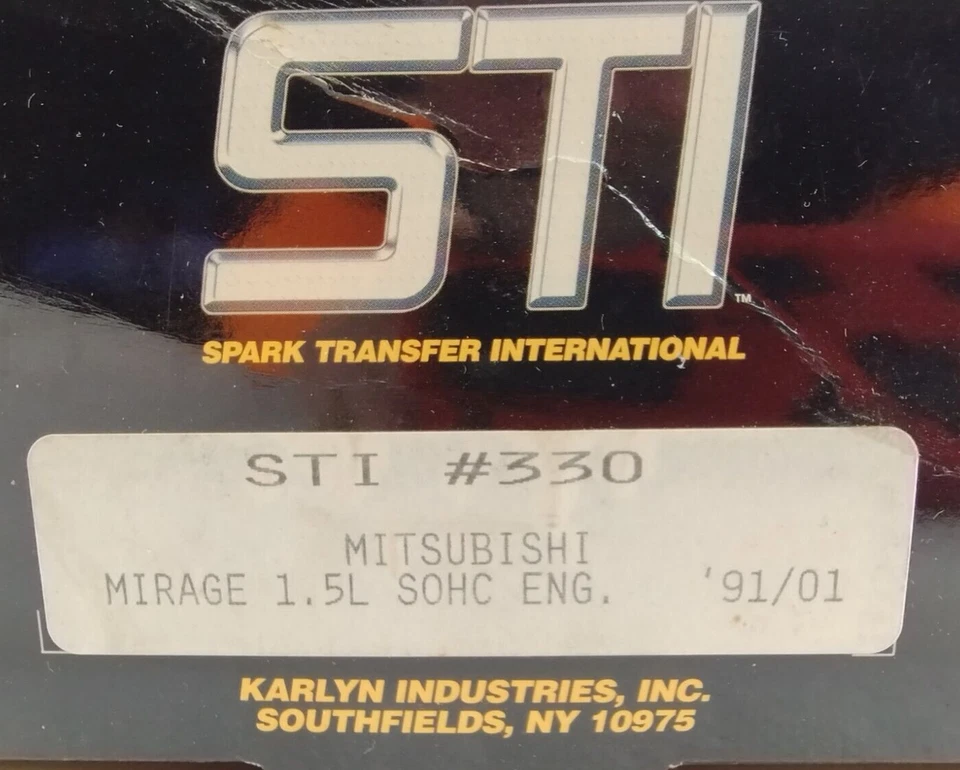 STI
TM
SPARK TRANSFER INTERNATIONAL
STI #330
MITSUBISHI
MIRAGE 1.5L SOHC ENG. '91/01
KARLYN INDUSTRIES, INC.
SOUTHFIELDS, NY 10975